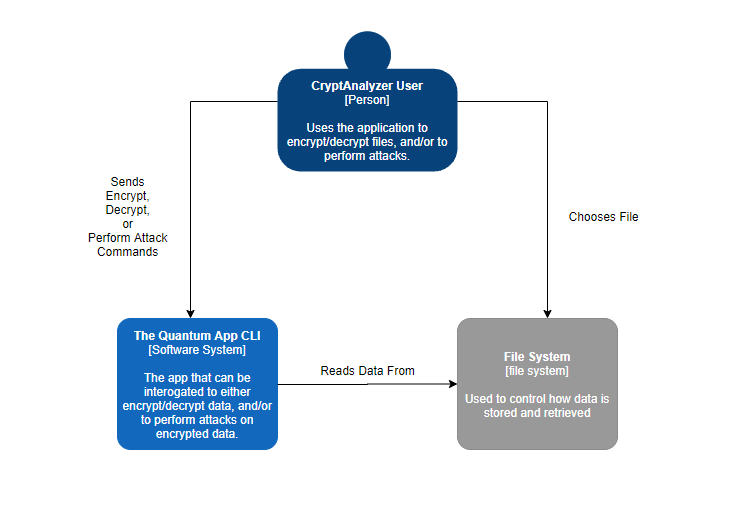 CryptAnalyzer User
[Person]
Uses the application to
encrypt/decrypt files, and/or to
perform attacks.
Sends
Encrypt,
Decrypt,
or
Perform Attack
Commands
Chooses File
The Quantum App CLI
[Software System]
The app that can be
interogated to either
encrypt/decrypt data, and/or
to perform attacks on
encrypted data.
Reads Data From
File System
[file system]
Used to control how data is
stored and retrieved